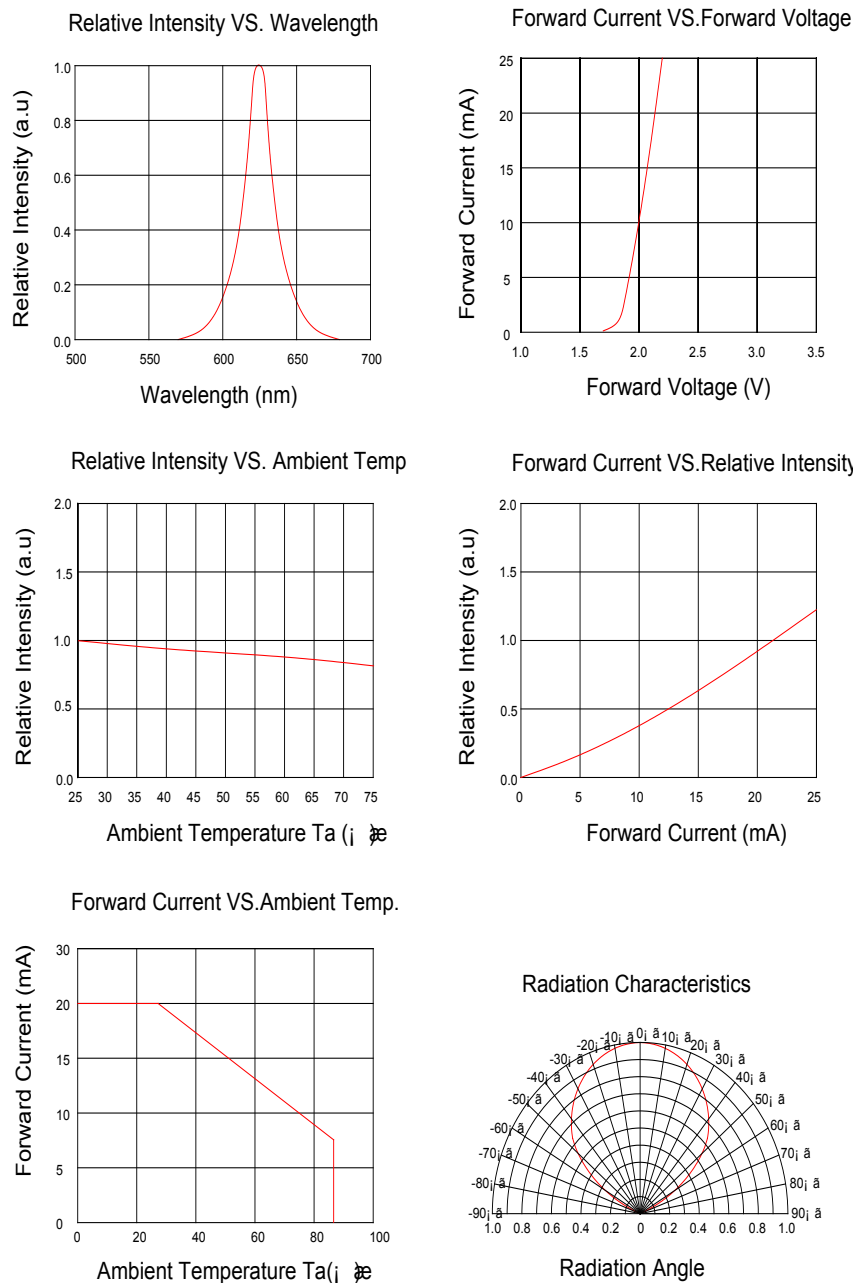 Relative Intensity VS. Wavelength
Relative Intensity (a.u)
1.0
0.8
0.6
0.4
0.2
0.0
500 550 600 650 700
Wavelength (nm)
Forward Current VS.Forward Voltage
Forward Current (mA)
25
20
15
10
5
0
1.0 1.5 2.0 2.5 3.0 3.5
Forward Voltage (V)
Relative Intensity VS. Ambient Temp
Relative Intensity (a.u)
2.0
1.5
1.0
0.5
0.0
25 30 35 40 45 50 55 60 65 70 75
Ambient Temperature Ta (¡ )æ
Forward Current VS.Relative Intensity
Relative Intensity (a.u)
2.0
1.5
1.0
0.5
0.0
0 5 10 15 20 25
Forward Current (mA)
Forward Current VS.Ambient Temp.
Forward Current (mA)
30
20
15
10
5
0
0 20 40 60 80 100
Ambient Temperature Ta(¡ )æ
Radiation Characteristics
-90¡ ã -80¡ ã -70¡ ã -60¡ ã -50¡ ã -40¡ ã -30¡ ã -20¡ ã -10¡ ã 0¡ ã 10¡ ã 20¡ ã 30¡ ã 40¡ ã 50¡ ã 60¡ ã 70¡ ã 80¡ ã 90¡ ã
1.0 0.8 0.6 0.4 0.2 0 0.2 0.4 0.6 0.8 1.0
Radiation Angle